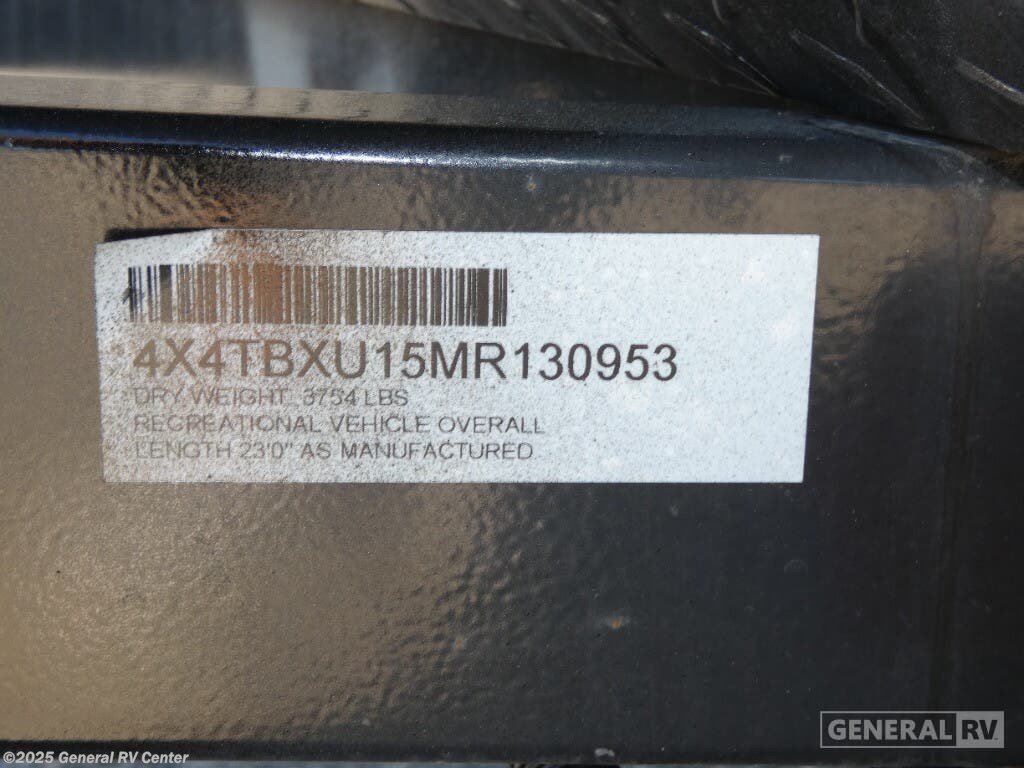 4X4TBXU15MR130953
DRY WEIGHT 3754 LBS
RECREATIONAL VEHICLE OVERALL
LENGTH 23'0" AS MANUFACTURED
GENERAL RV
©2025 General RV Center